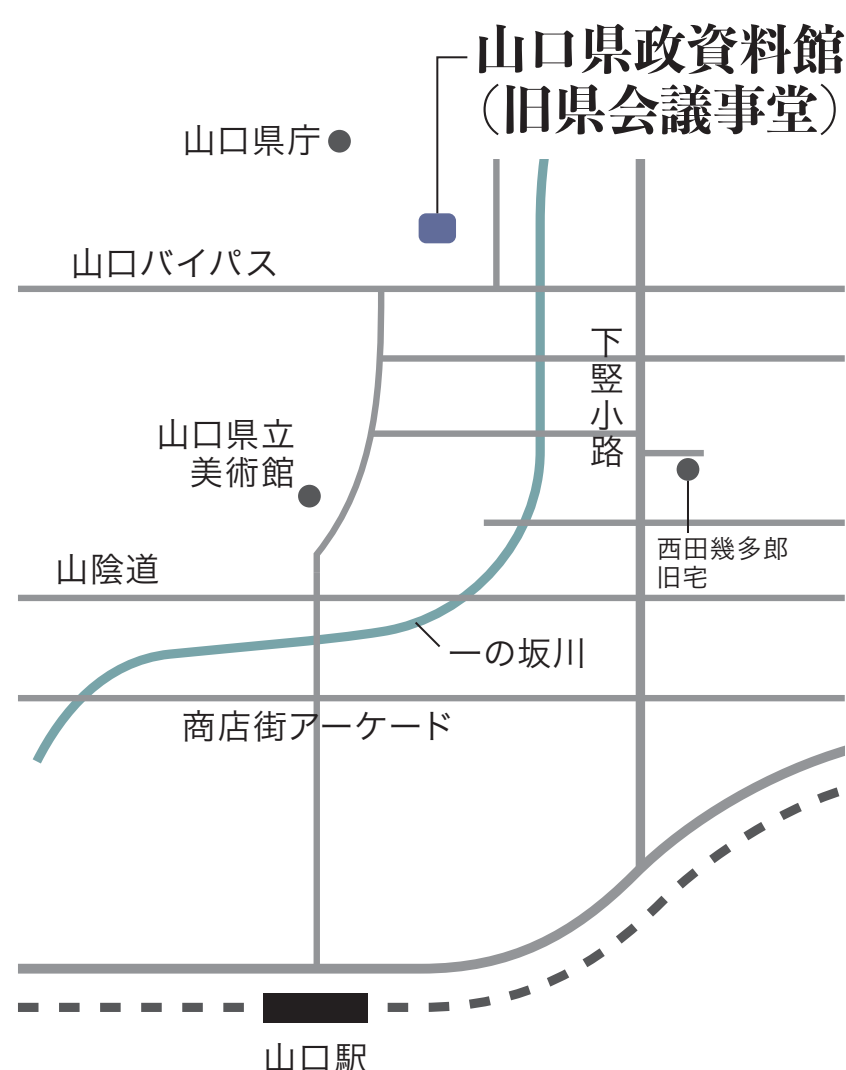 山口県政資料館
（旧県会議事堂）
山口県庁
山口バイパス
下竪小路
山口県立
美術館
西田幾多郎
旧宅
山陰道
一の坂川
商店街アーケード
山口駅